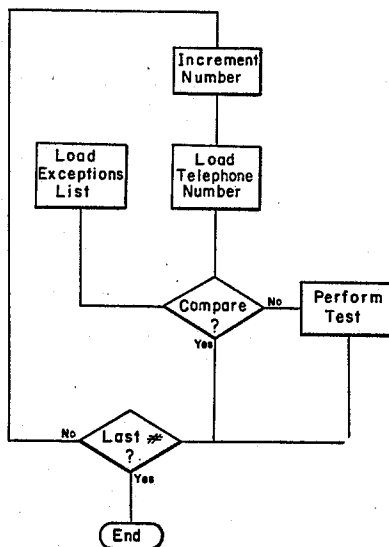 Increment
Number
Load
Exceptions
List
Load
Telephone
Number
Compare
?
No
Yes
Perform
Test
Last #
?
No
Yes
End